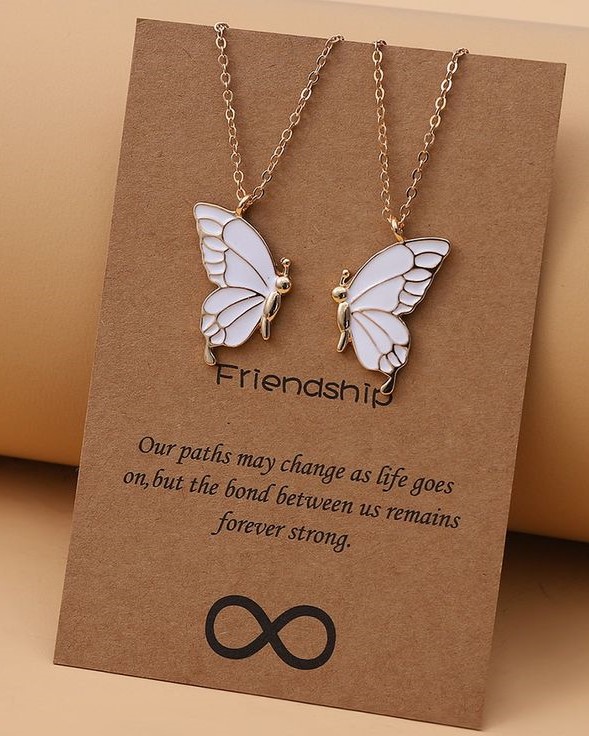 Friendship
Our paths may change as life goes
on,but the bond between us remains
forever strong.